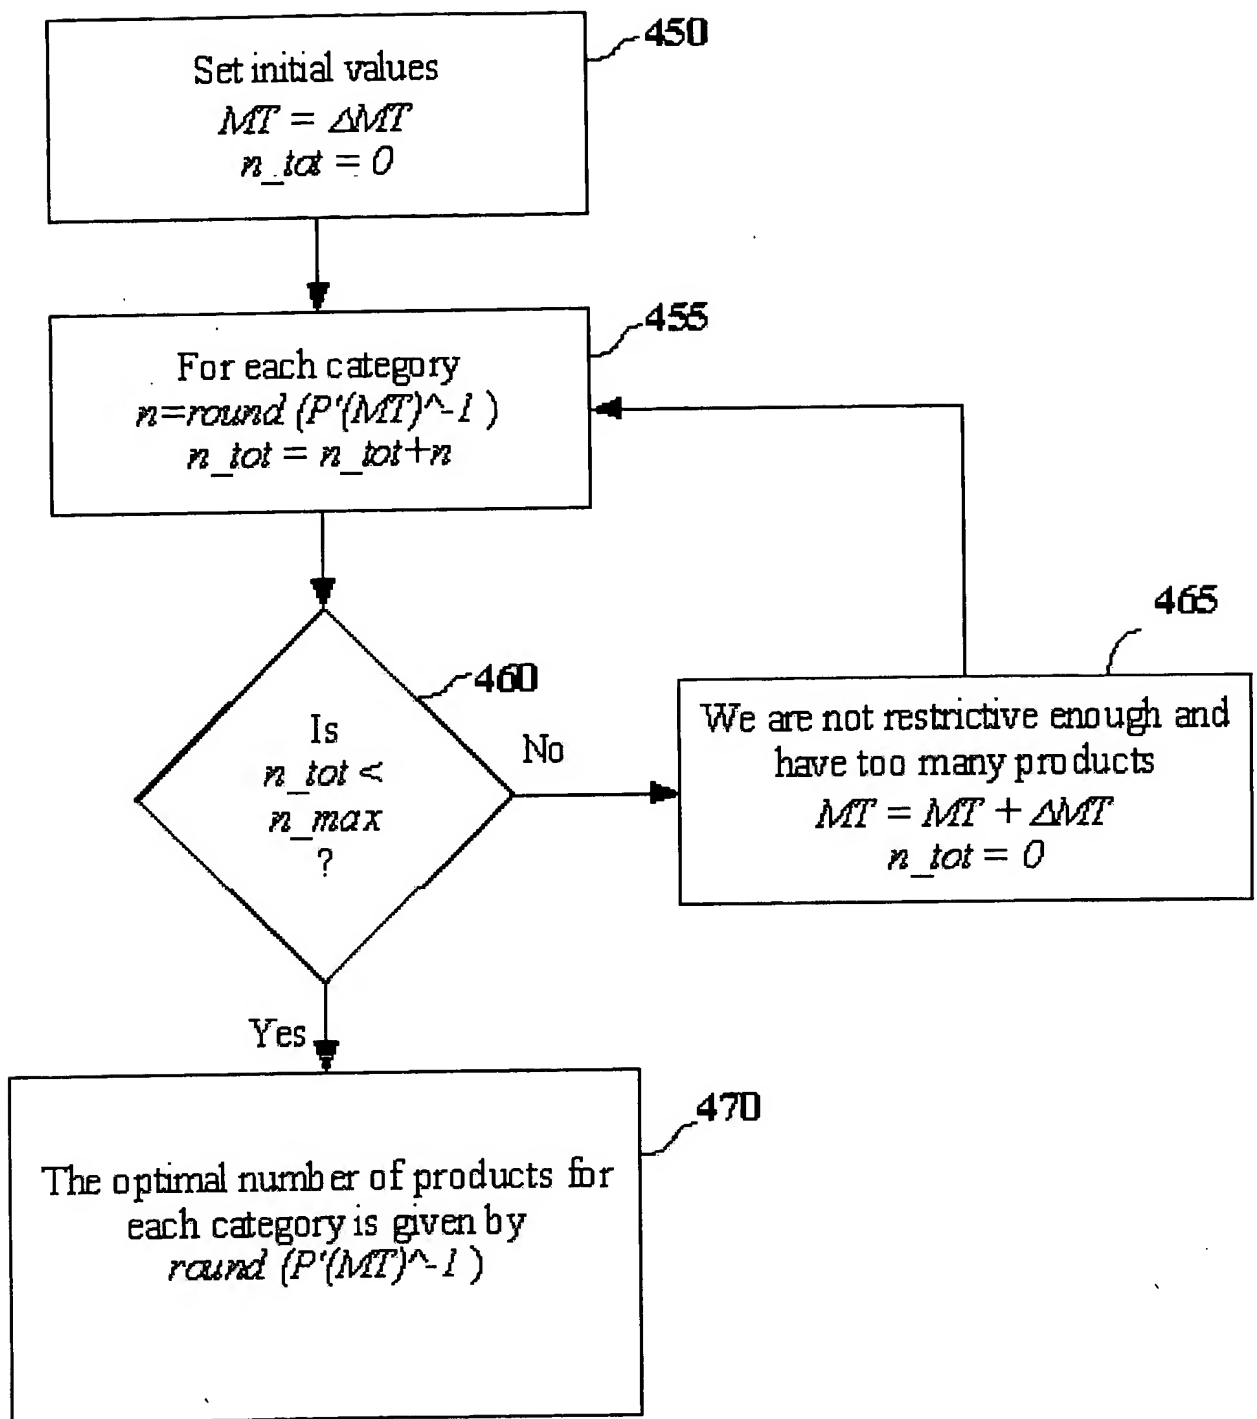 450
Set initial values
MT = ΔMT
n_tot = 0
455
For each category
n=round (P'(MT)^-1 )
n_tot = n_tot+n
460
Is
n_tot <
n_max
?
No
465
We are not restrictive enough and
have too many products
MT = MT + ΔMT
n_tot = 0
Yes
470
The optimal number of products for
each category is given by
round (P'(MT)^-1 )